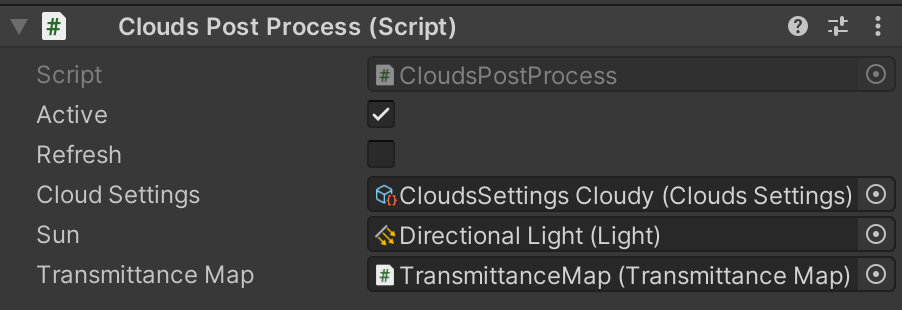 Clouds Post Process (Script)
Script CloudsPostProcess
Active
Refresh
Cloud Settings CloudsSettings Cloudy (Clouds Settings)
Sun Directional Light (Light)
Transmittance Map TransmittanceMap (Transmittance Map)